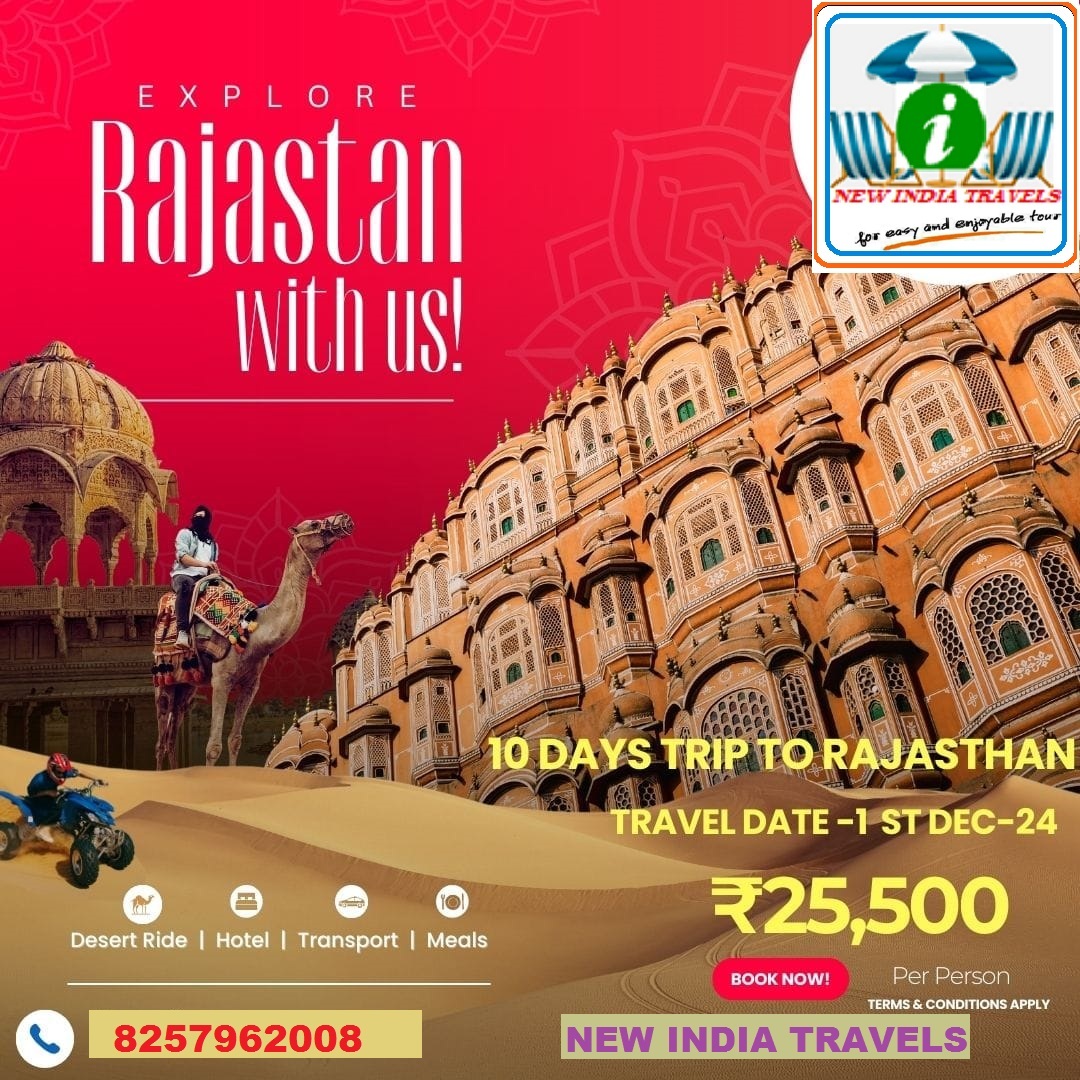 EXPLORE
Rajastan
with us!
i
NEW INDIA TRAVELS
for easy and enjoyable tour
10 DAYS TRIP TO RAJASTHAN
TRAVEL DATE -1 ST DEC-24
₹25,500
Desert Ride | Hotel | Transport | Meals
BOOK NOW!
Per Person
TERMS & CONDITIONS APPLY
8257962008
NEW INDIA TRAVELS